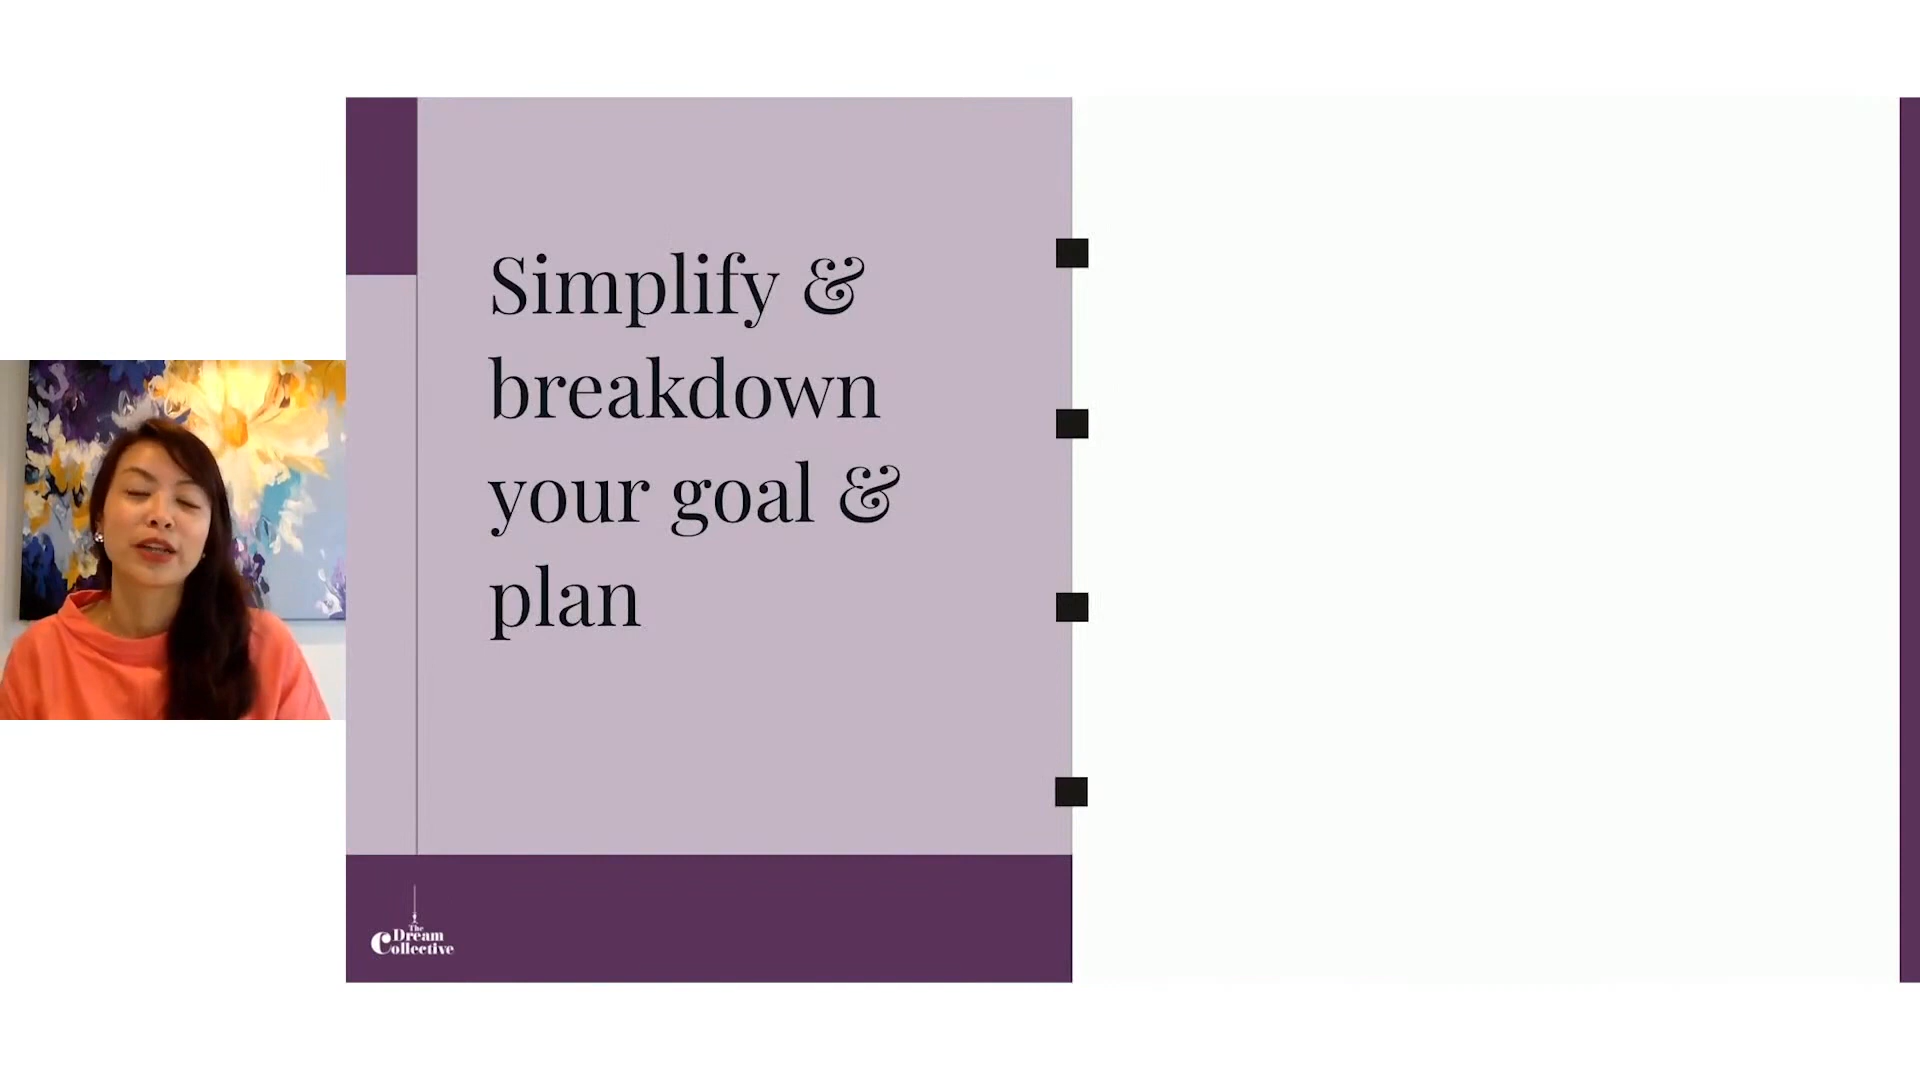 Simplify &
breakdown
your goal &
plan
The
Dream
Collective